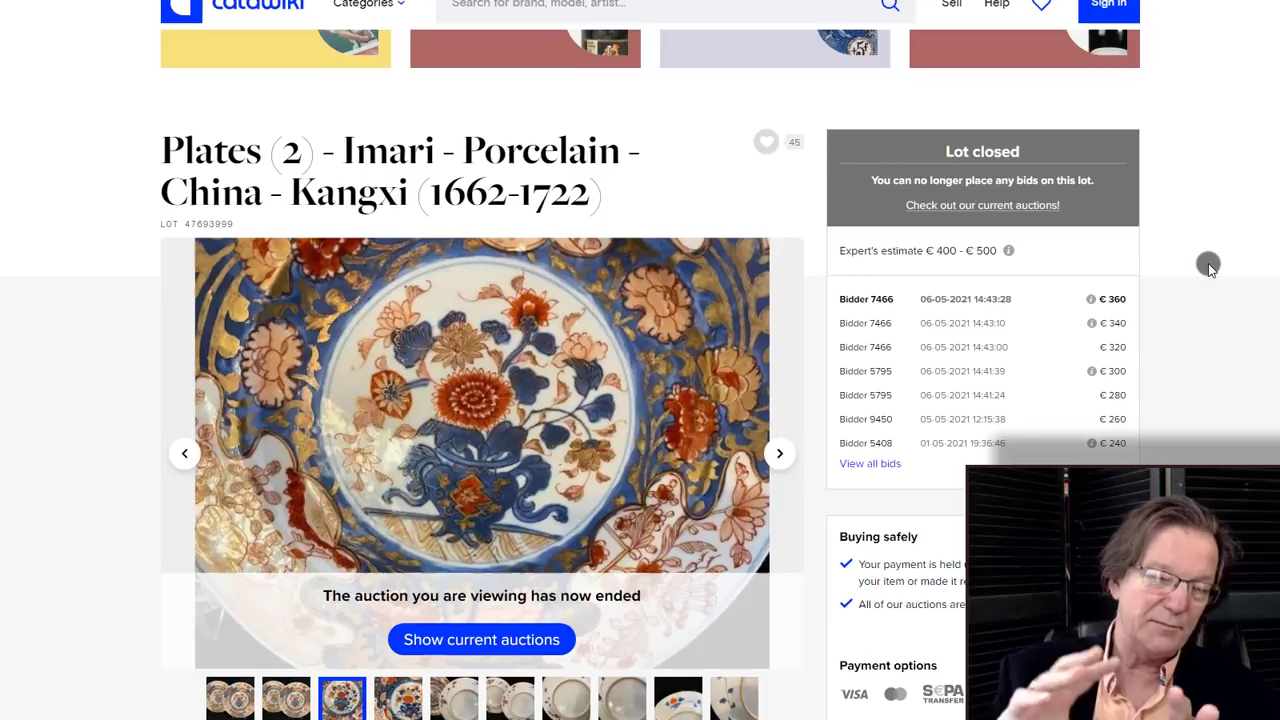 catawiki
Categories
Search for brand, model, artist...
Sell
Help
Sign in
Plates (2) - Imari - Porcelain -
China - Kangxi (1662-1722)
45
LOT 47693999
Lot closed
You can no longer place any bids on this lot.
Check out our current auctions!
Expert's estimate € 400 - € 500
Bidder 7466 06-05-2021 14:43:28 € 360
Bidder 7466 06-05-2021 14:43:10 € 340
Bidder 7466 06-05-2021 14:43:00 € 320
Bidder 5795 06-05-2021 14:41:39 € 300
Bidder 5795 06-05-2021 14:41:24 € 280
Bidder 9450 05-05-2021 12:15:38 € 260
Bidder 5408 01-05-2021 19:36:46 € 240
View all bids
The auction you are viewing has now ended
Show current auctions
Buying safely
Your payment is held
your item or made it
All of our auctions are
Payment options
VISA
SEPA
TRANSFER